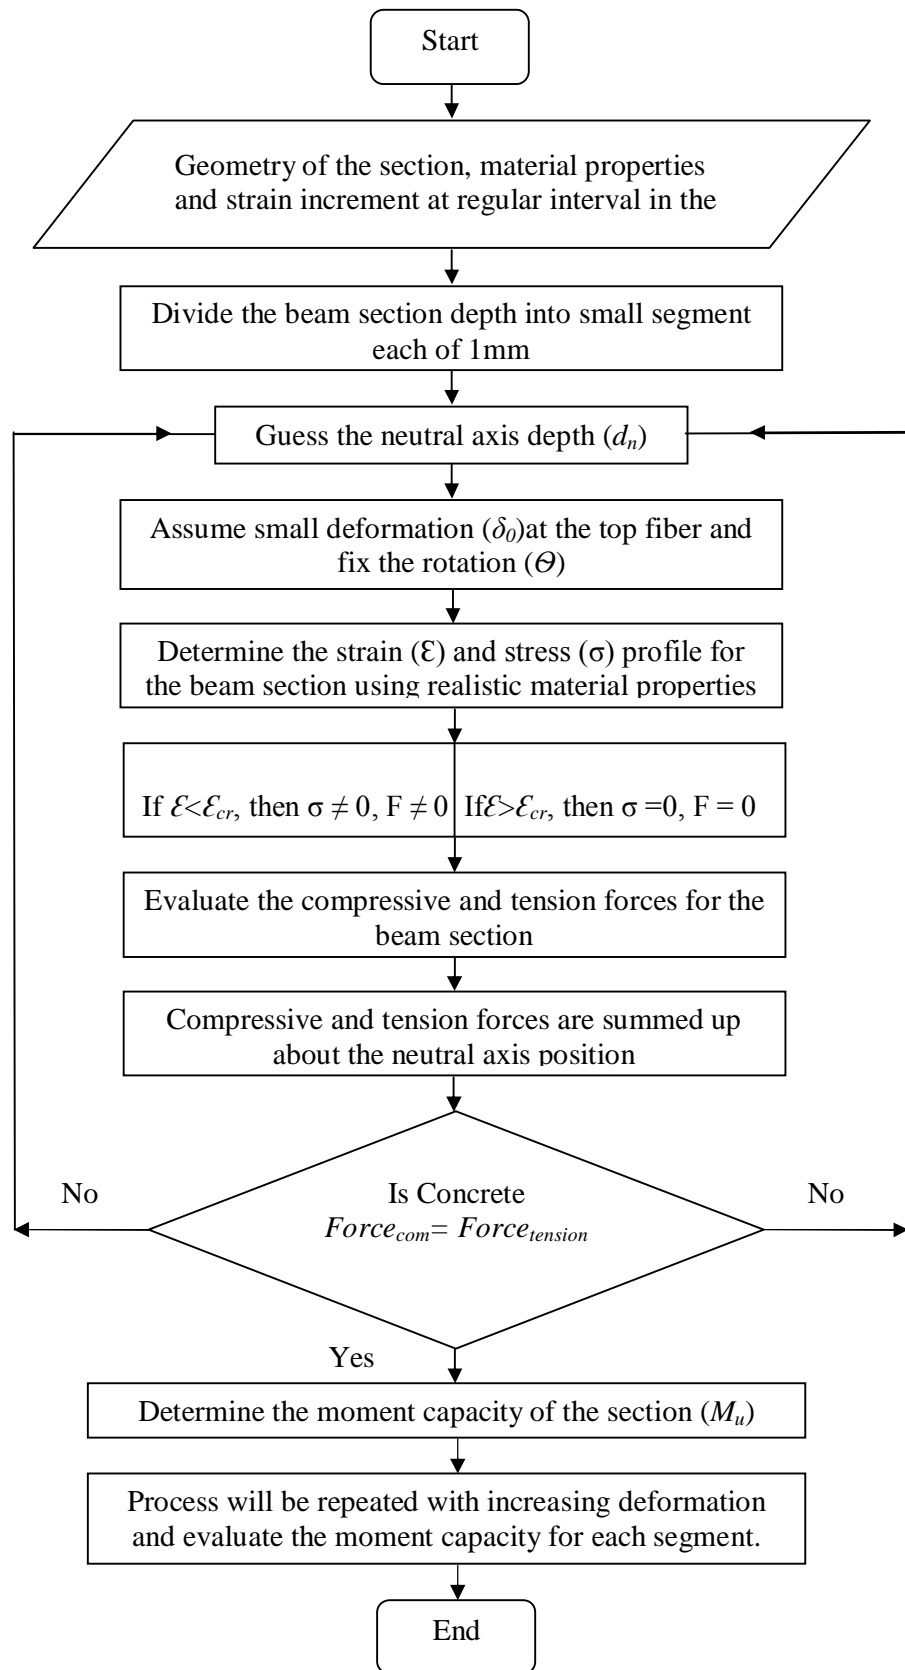 Start
Geometry of the section, material properties
and strain increment at regular interval in the
Divide the beam section depth into small segment
each of 1mm
Guess the neutral axis depth (dₙ)
Assume small deformation (δ₀)at the top fiber and
fix the rotation (Θ)
Determine the strain (Ɛ) and stress (σ) profile for
the beam section using realistic material properties
If Ɛ<Ɛcr, then σ ≠ 0, F ≠ 0
IfƐ>Ɛcr, then σ =0, F = 0
Evaluate the compressive and tension forces for the
beam section
Compressive and tension forces are summed up
about the neutral axis position
No
Is Concrete
Forcecom= Forcetension
No
Yes
Determine the moment capacity of the section (Mᵤ)
Process will be repeated with increasing deformation
and evaluate the moment capacity for each segment.
End